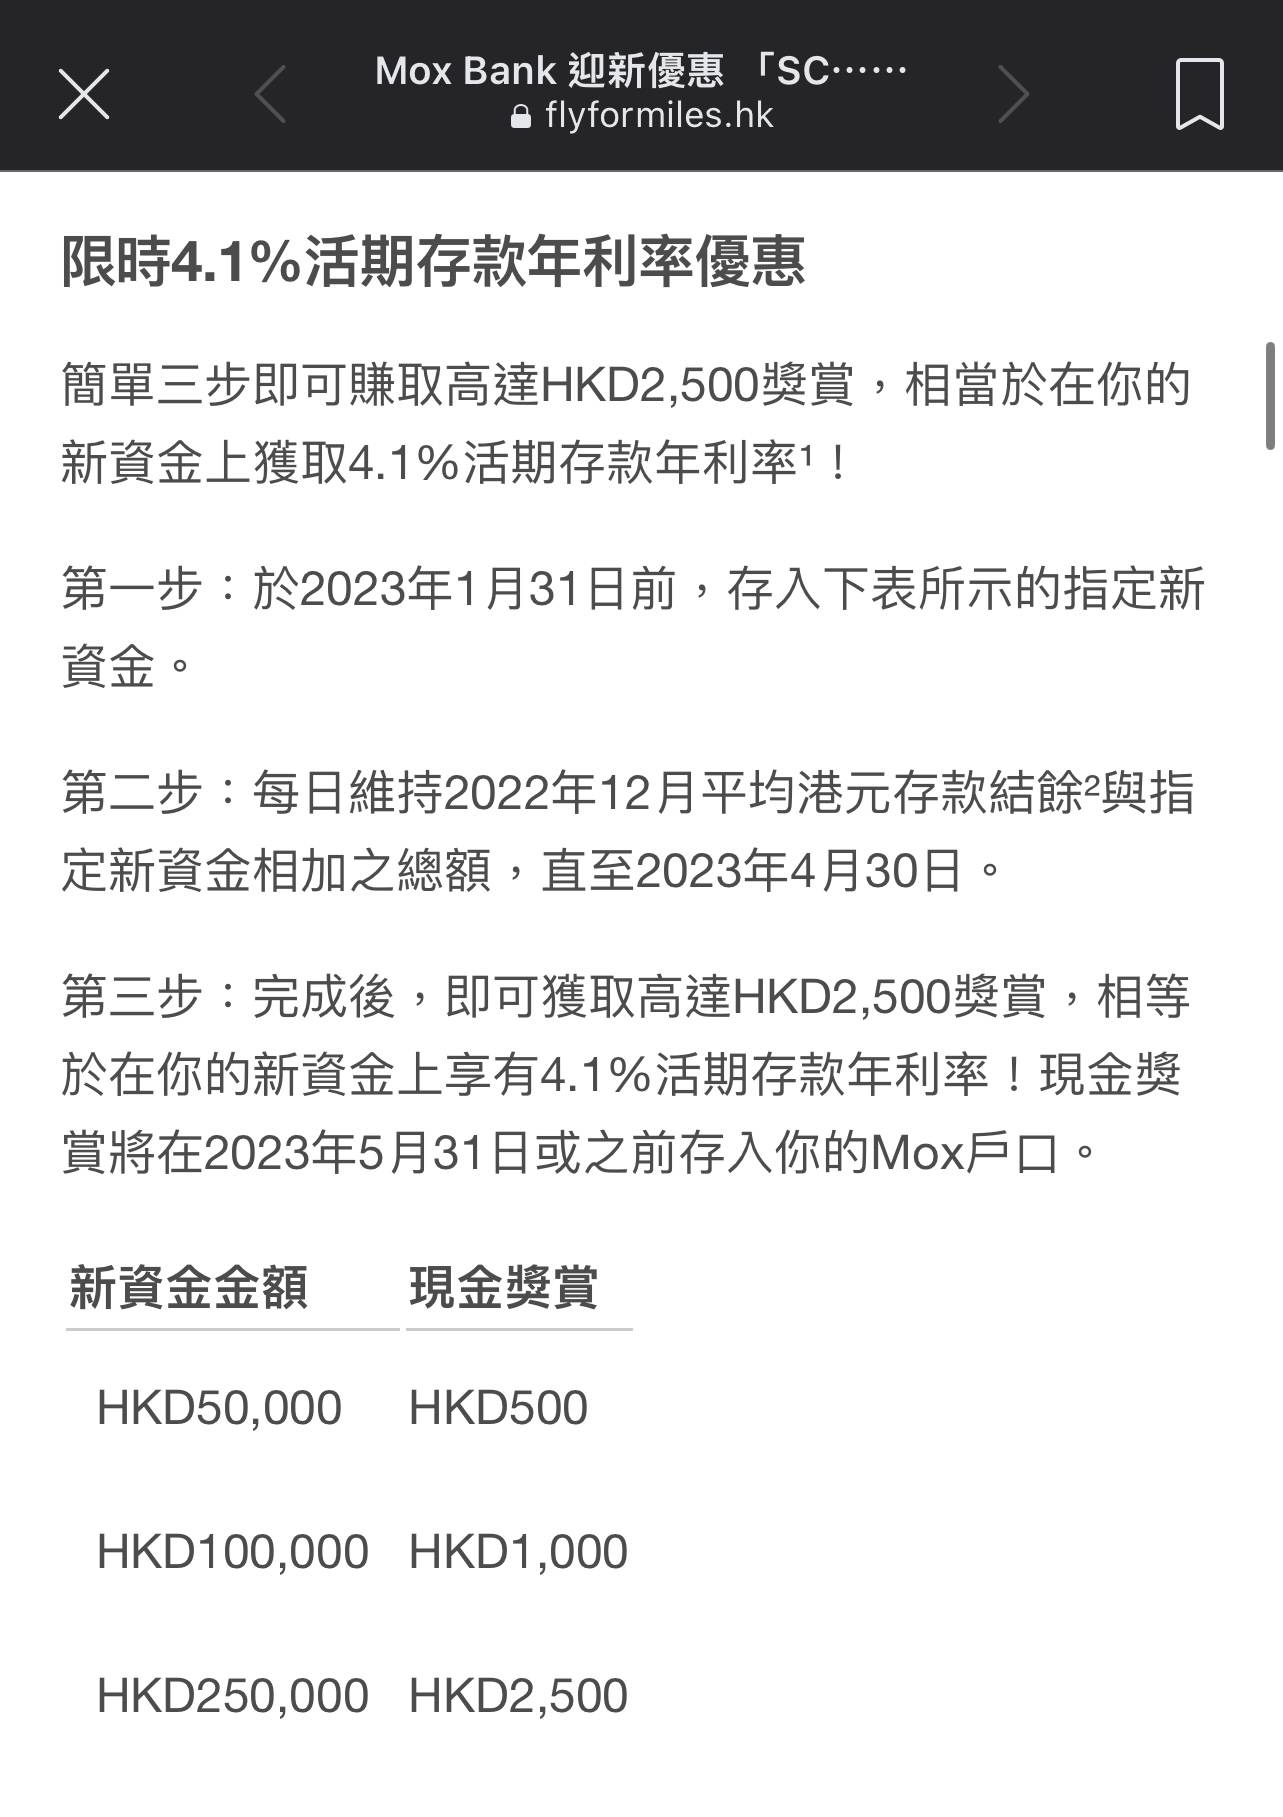 Mox Bank 迎新優惠 「SC……
flyformiles.hk
限時4.1%活期存款年利率優惠
簡單三步即可賺取高達HKD2,500獎賞，相當於在你的
新資金上獲取4.1%活期存款年利率¹！
第一步：於2023年1月31日前，存入下表所示的指定新
資金。
第二步：每日維持2022年12月平均港元存款結餘²與指
定新資金相加之總額，直至2023年4月30日。
第三步：完成後，即可獲取高達HKD2,500獎賞，相等
於在你的新資金上享有4.1%活期存款年利率！現金獎
賞將在2023年5月31日或之前存入你的Mox戶口。
新資金金額 現金獎賞
HKD50,000 HKD500
HKD100,000 HKD1,000
HKD250,000 HKD2,500